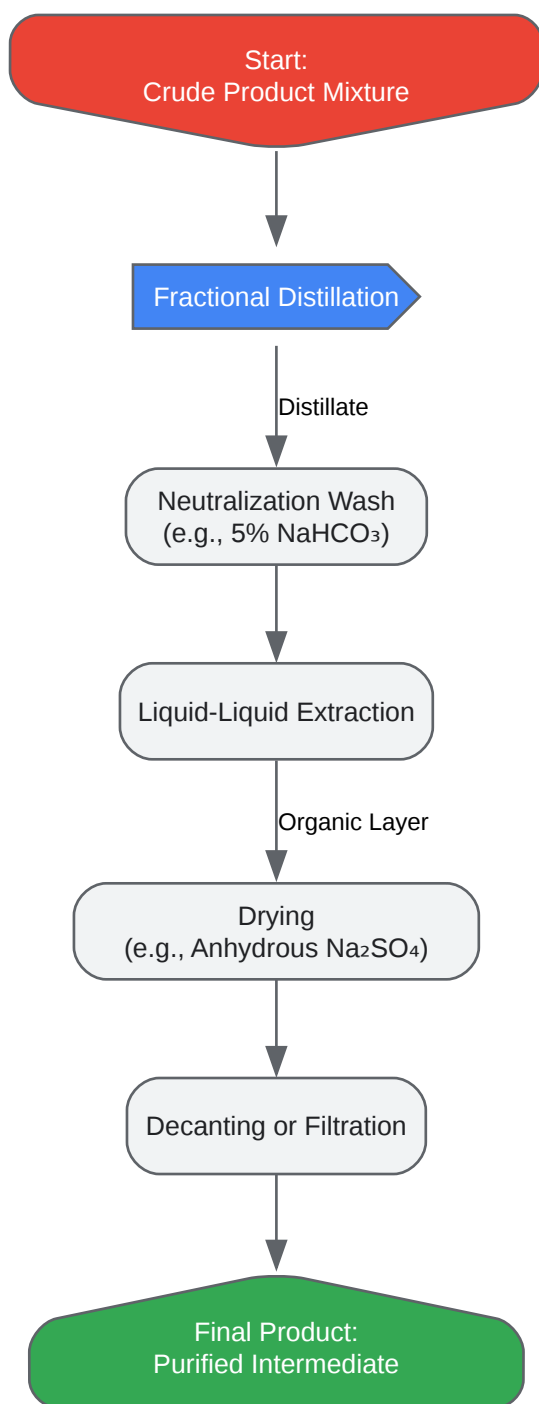 Start:
Crude Product Mixture
Fractional Distillation
Distillate
Neutralization Wash
(e.g., 5% NaHCO₃)
Liquid-Liquid Extraction
Organic Layer
Drying
(e.g., Anhydrous Na₂SO₄)
Decanting or Filtration
Final Product:
Purified Intermediate